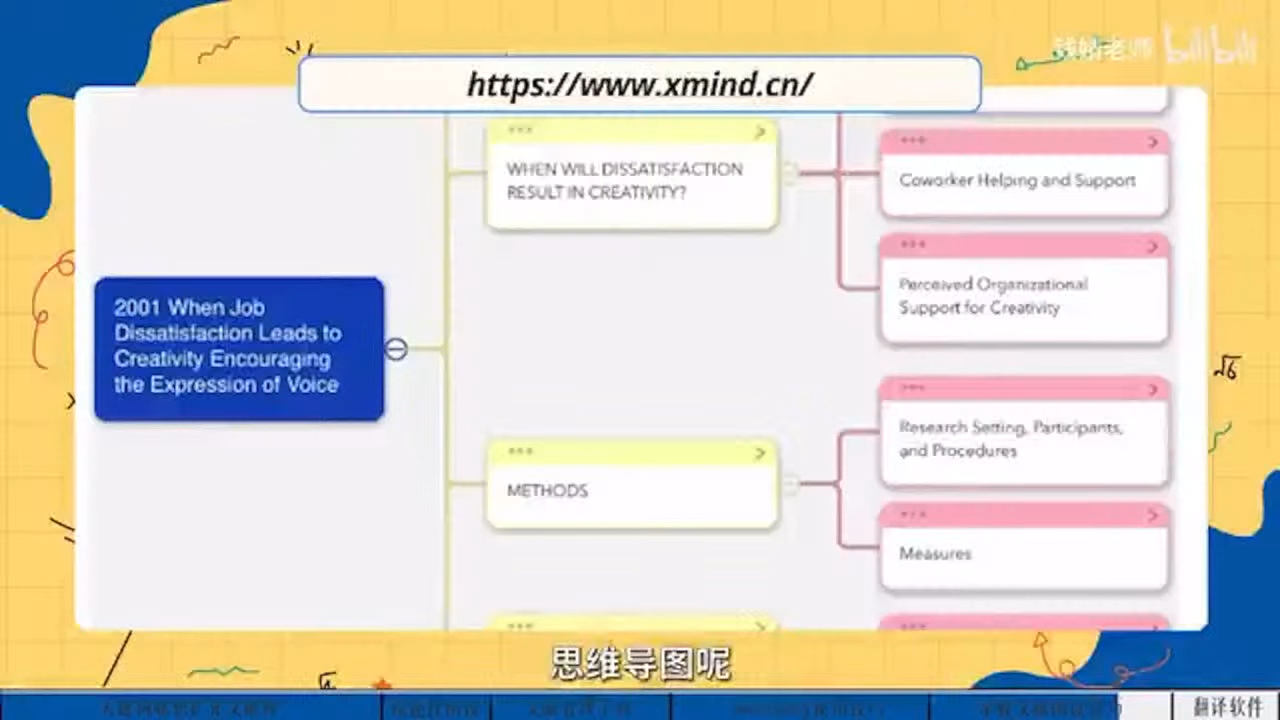 bilibili
https://www.xmind.cn/
WHEN WILL DISSATISFACTION
RESULT IN CREATIVITY?
Coworker Helping and Support
Perceived Organizational
Support for Creativity
2001 When Job
Dissatisfaction Leads to
Creativity Encouraging
the Expression of Voice
√6
METHODS
Research Setting, Participants,
and Procedures
Measures
思维导图呢
翻译软件